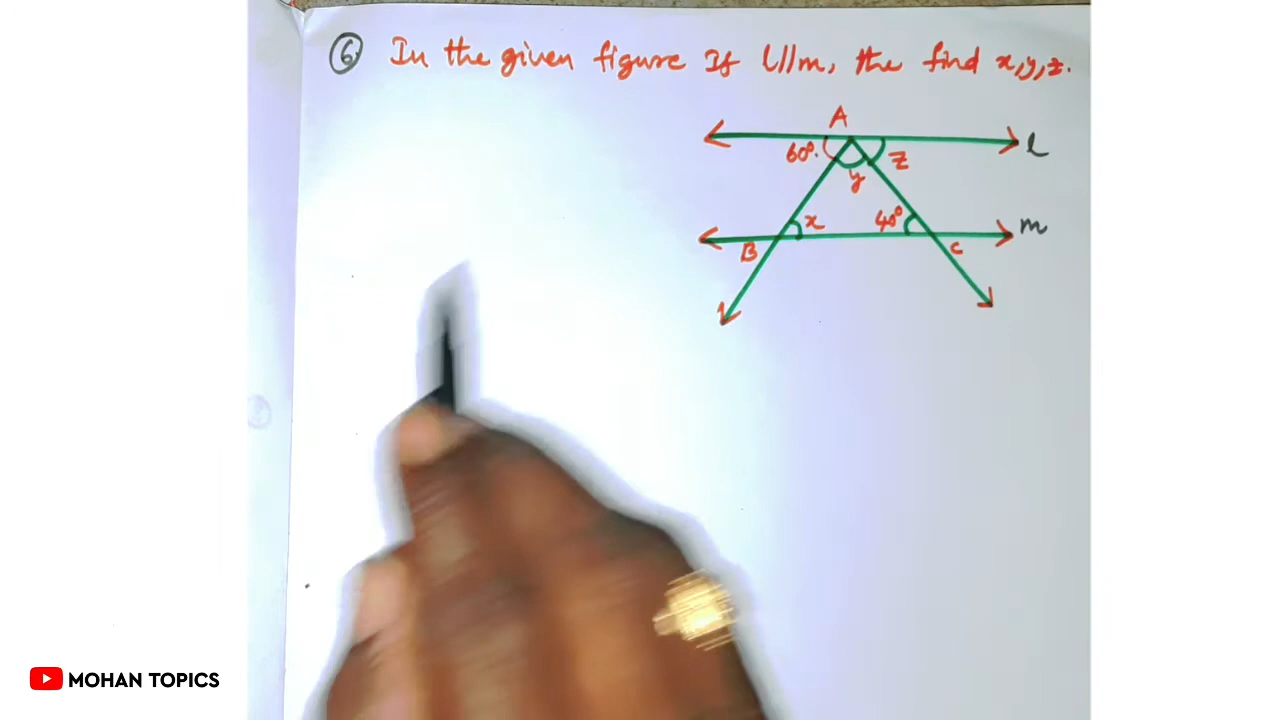 6 In the given figure If l//m, the find x,y,z.
A
l
60°.
z
y
m
x
40°
B
c
MOHAN TOPICS